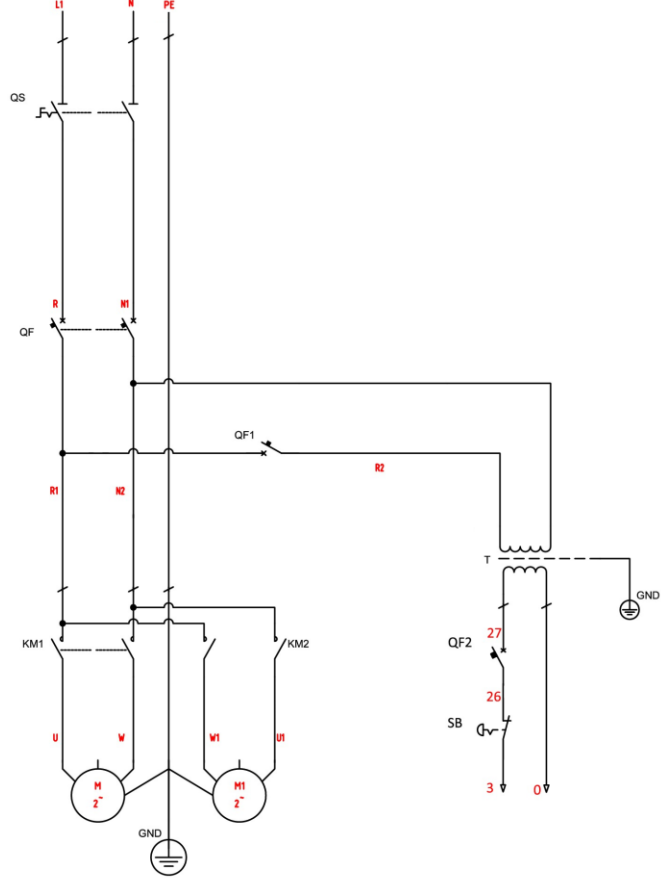 L1 N PE
QS
R N1
QF
QF1
R2
R1 N2
T
GND
27
KM1 KM2
QF2
26
SB
U W W1 U1
M M1
2~ 2~
3 0
GND